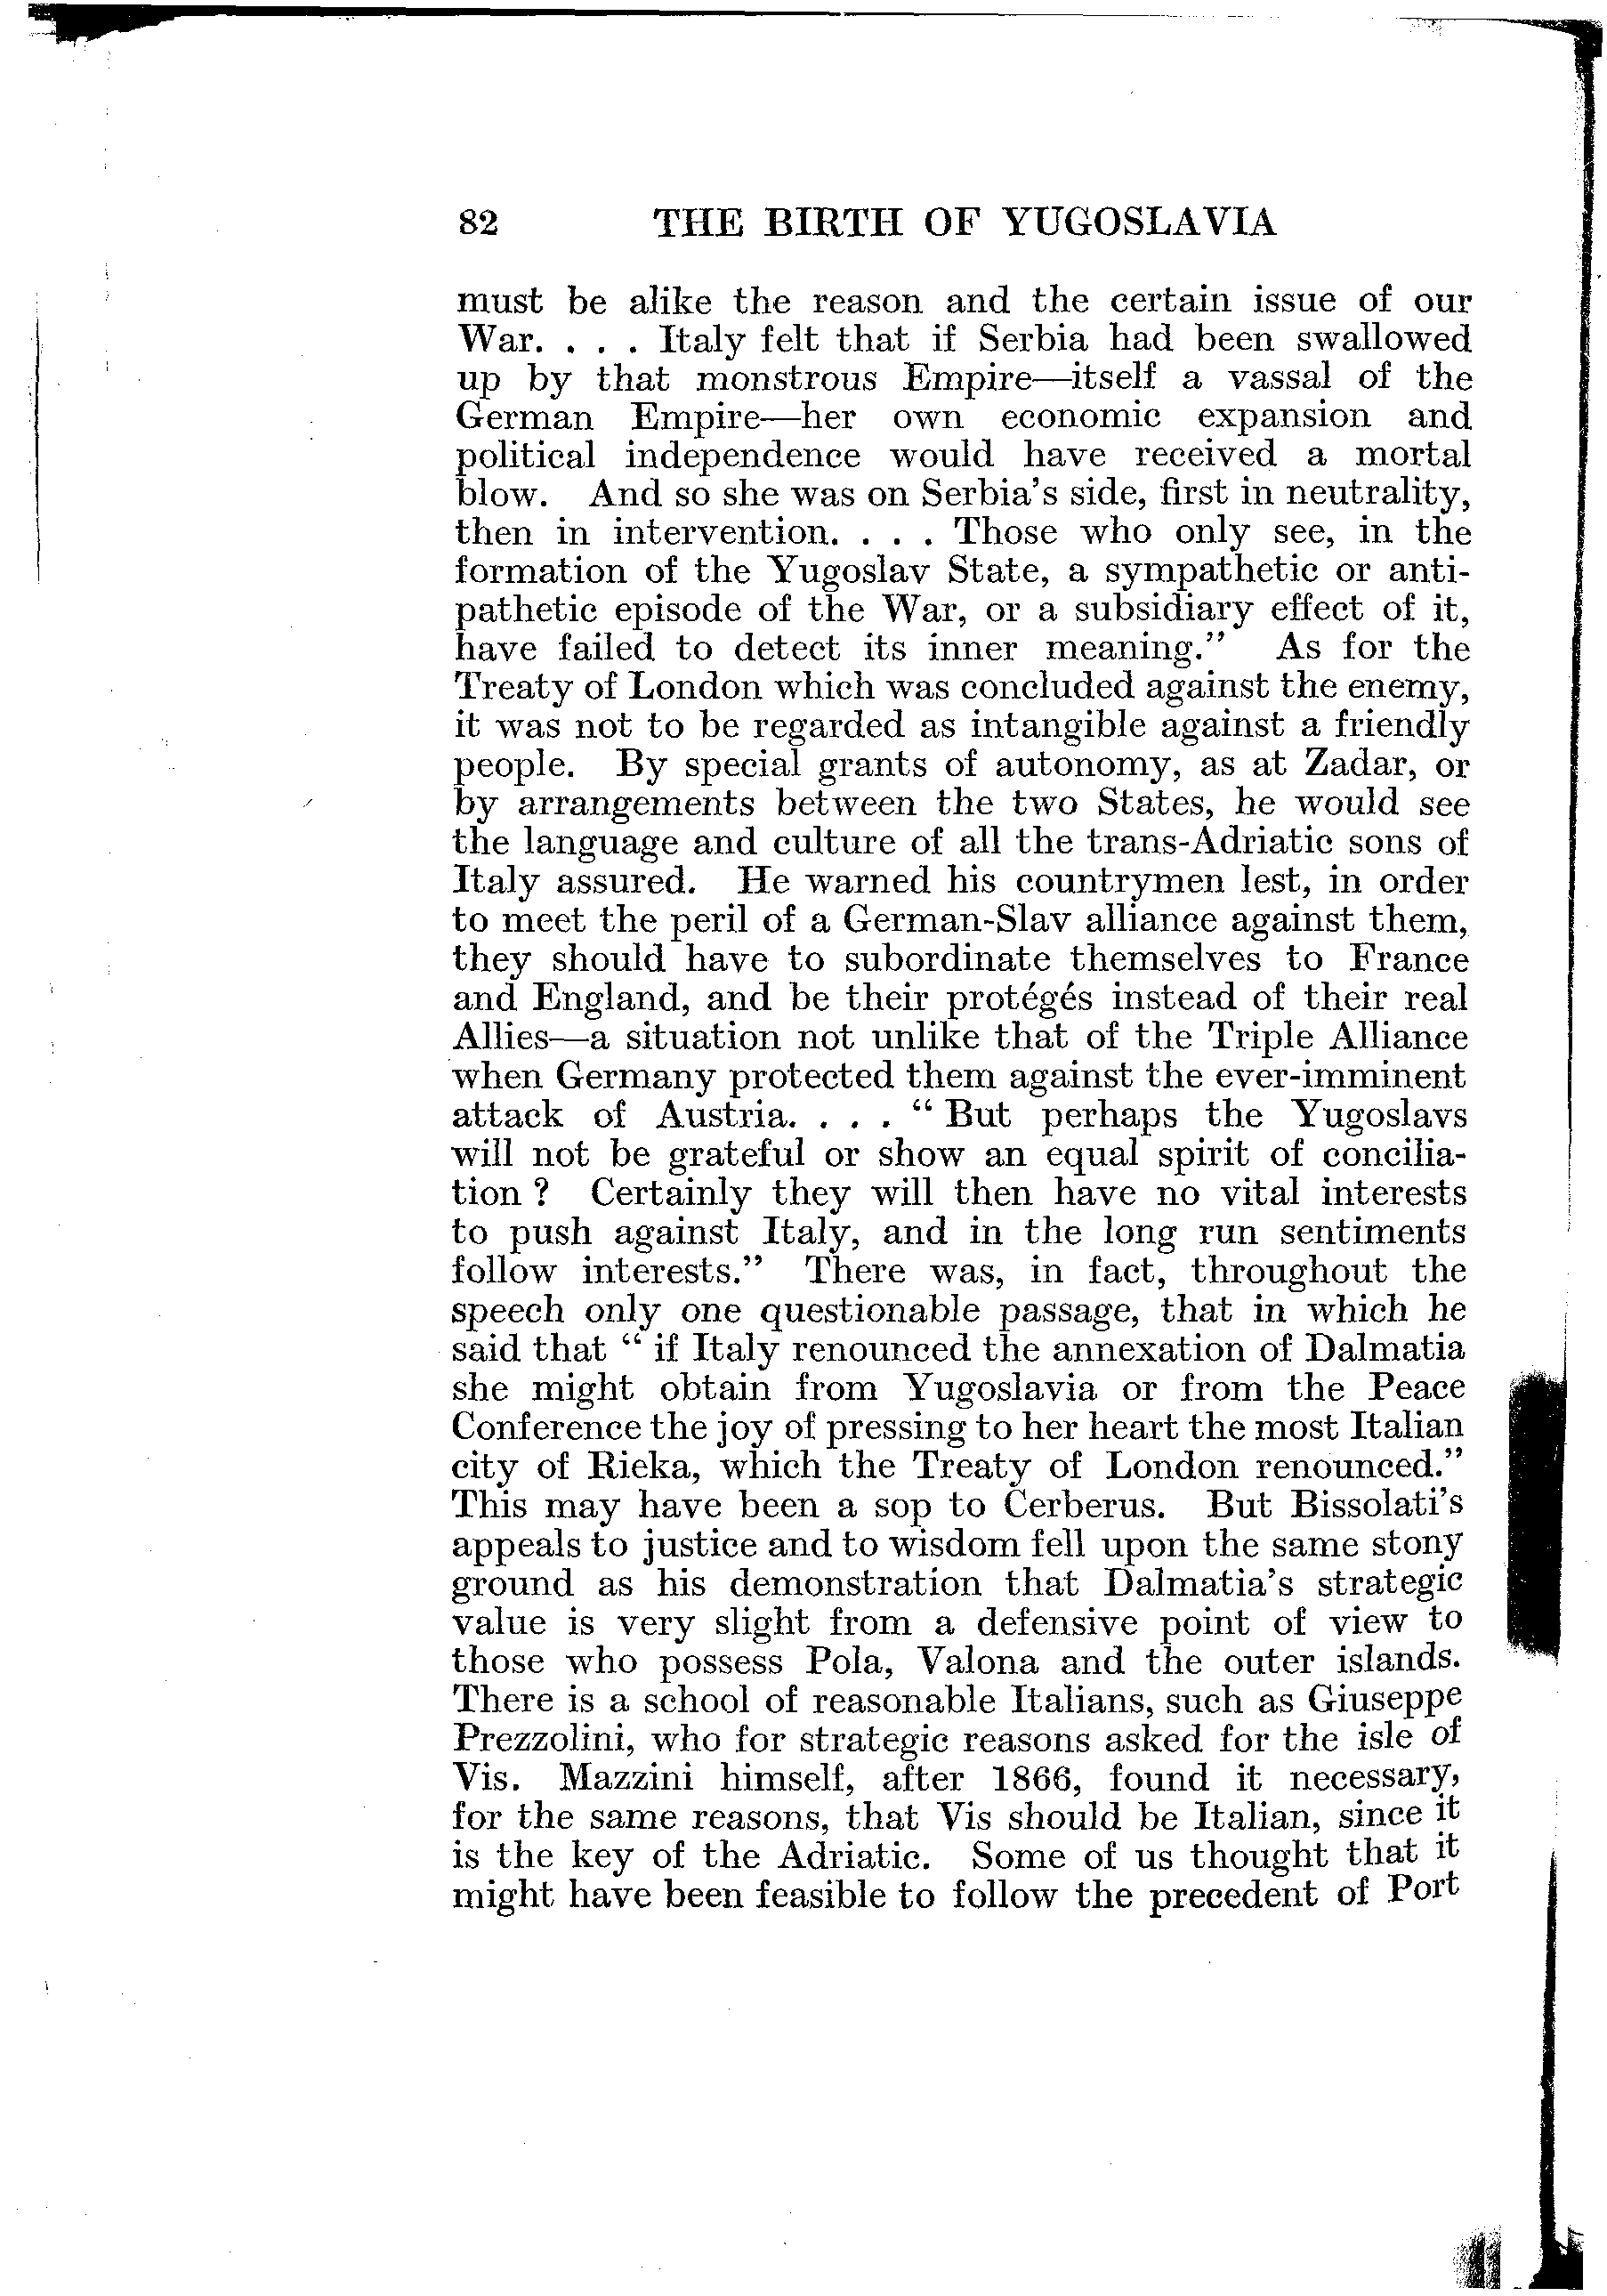 82 THE BIRTH OF YUGOSLAVIA
must be alike the reason and the certain issue of our
War. . . . Italy felt that if Serbia had been swallowed
up by that monstrous Empire—itself a vassal of the
German Empire—her own economic expansion and
political independence would have received a mortal
blow. And so she was on Serbia's side, first in neutrality,
then in intervention. . . . Those who only see, in the
formation of the Yugoslav State, a sympathetic or anti-
pathetic episode of the War, or a subsidiary effect of it,
have failed to detect its inner meaning." As for the
Treaty of London which was concluded against the enemy,
it was not to be regarded as intangible against a friendly
people. By special grants of autonomy, as at Zadar, or
by arrangements between the two States, he would see
the language and culture of all the trans-Adriatic sons of
Italy assured. He warned his countrymen lest, in order
to meet the peril of a German-Slav alliance against them,
they should have to subordinate themselves to France
and England, and be their protégés instead of their real
Allies—a situation not unlike that of the Triple Alliance
when Germany protected them against the ever-imminent
attack of Austria. . . . " But perhaps the Yugoslavs
will not be grateful or show an equal spirit of concilia-
tion ? Certainly they will then have no vital interests
to push against Italy, and in the long run sentiments
follow interests." There was, in fact, throughout the
speech only one questionable passage, that in which he
said that " if Italy renounced the annexation of Dalmatia
she might obtain from Yugoslavia or from the Peace
Conference the joy of pressing to her heart the most Italian
city of Rieka, which the Treaty of London renounced."
This may have been a sop to Cerberus. But Bissolati's
appeals to justice and to wisdom fell upon the same stony
ground as his demonstration that Dalmatia's strategic
value is very slight from a defensive point of view to
those who possess Pola, Valona and the outer islands.
There is a school of reasonable Italians, such as Giuseppe
Prezzolini, who for strategic reasons asked for the isle of
Vis. Mazzini himself, after 1866, found it necessary,
for the same reasons, that Vis should be Italian, since it
is the key of the Adriatic. Some of us thought that it
might have been feasible to follow the precedent of Port